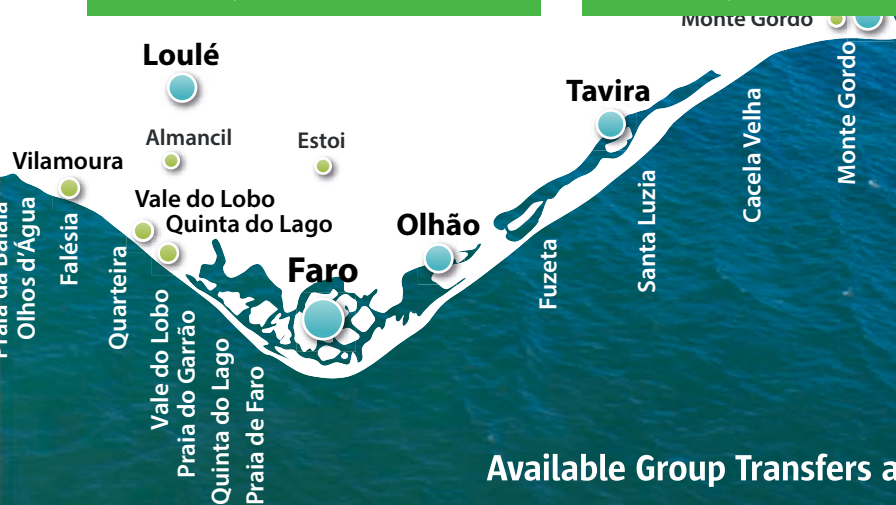 Monte Gordo
Loulé
Tavira
Almancil
Estoi
Vilamoura
Vale do Lobo
Quinta do Lago
Olhão
Faro
Praia da Balaia
Olhos d'Água
Falésia
Quarteira
Vale do Lobo
Praia do Garrão
Quinta do Lago
Praia de Faro
Fuzeta
Santa Luzia
Cacela Velha
Monte Gordo
Available Group Transfers a